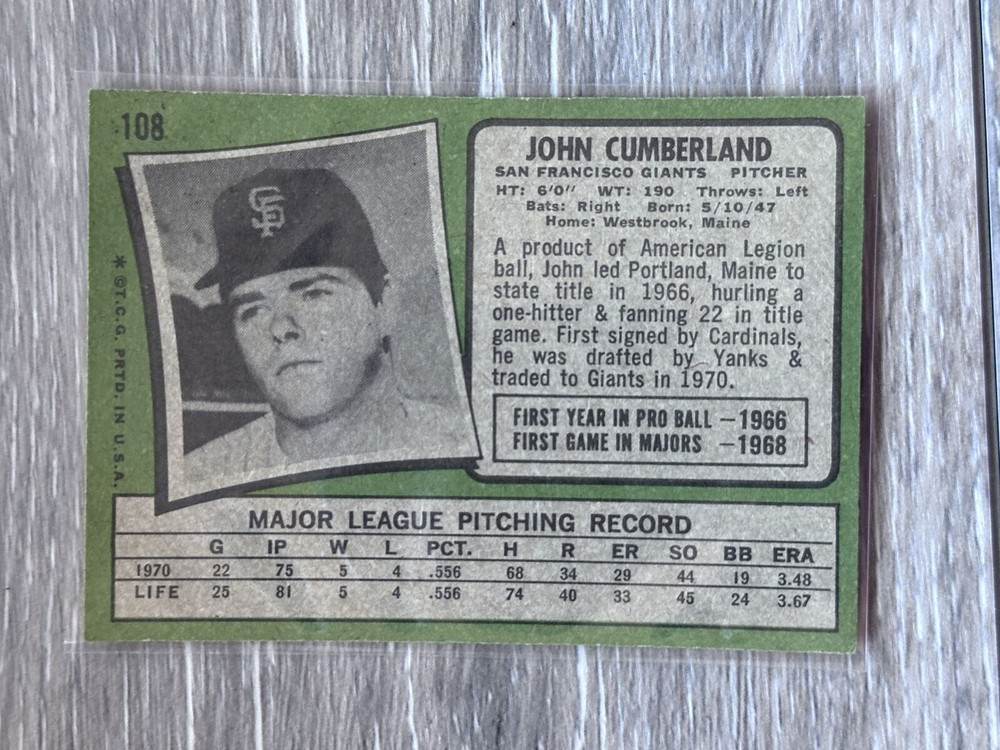 108
JOHN CUMBERLAND
SAN FRANCISCO GIANTS PITCHER
HT: 6'0" WT: 190 Throws: Left
Bats: Right Born: 5/10/47
Home: Westbrook, Maine
A product of American Legion
ball, John led Portland, Maine to
state title in 1966, hurling a
one-hitter & fanning 22 in title
game. First signed by Cardinals,
he was drafted by Yanks &
traded to Giants in 1970.
FIRST YEAR IN PRO BALL —1966
FIRST GAME IN MAJORS —1968
SF
* ©T.C.G. PRTD. IN U.S.A.
MAJOR LEAGUE PITCHING RECORD
G IP W L PCT. H R ER SO BB ERA
1970 22 75 5 4 .556 68 34 29 44 19 3.48
LIFE 25 81 5 4 .556 74 40 33 45 24 3.67